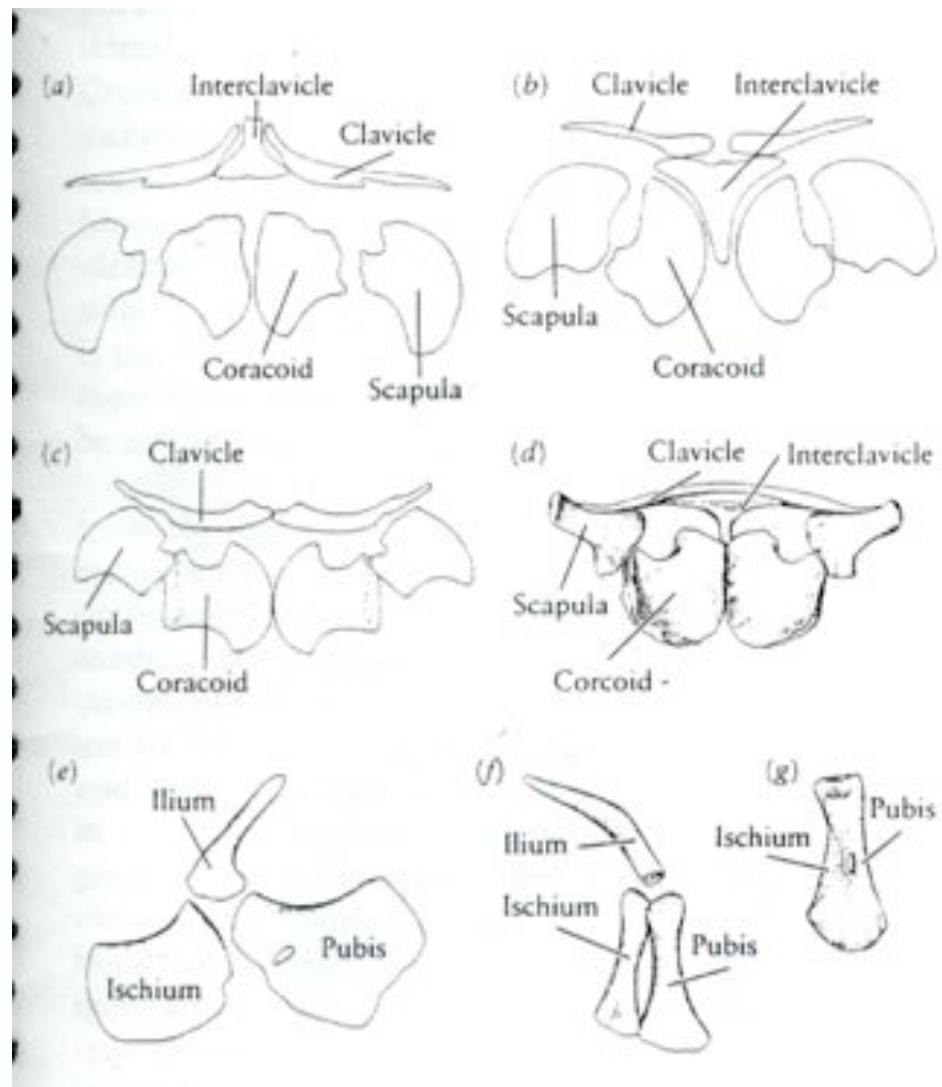 (a)
Interclavicle
Clavicle
Coracoid
Scapula
(b)
Clavicle
Interclavicle
Scapula
Coracoid
(c)
Clavicle
Scapula
Coracoid
(d)
Clavicle
Interclavicle
Scapula
Corcoid -
(e)
Ilium
Ischium
Pubis
(f)
Ilium
Ischium
Pubis
(g)
Ischium
Pubis